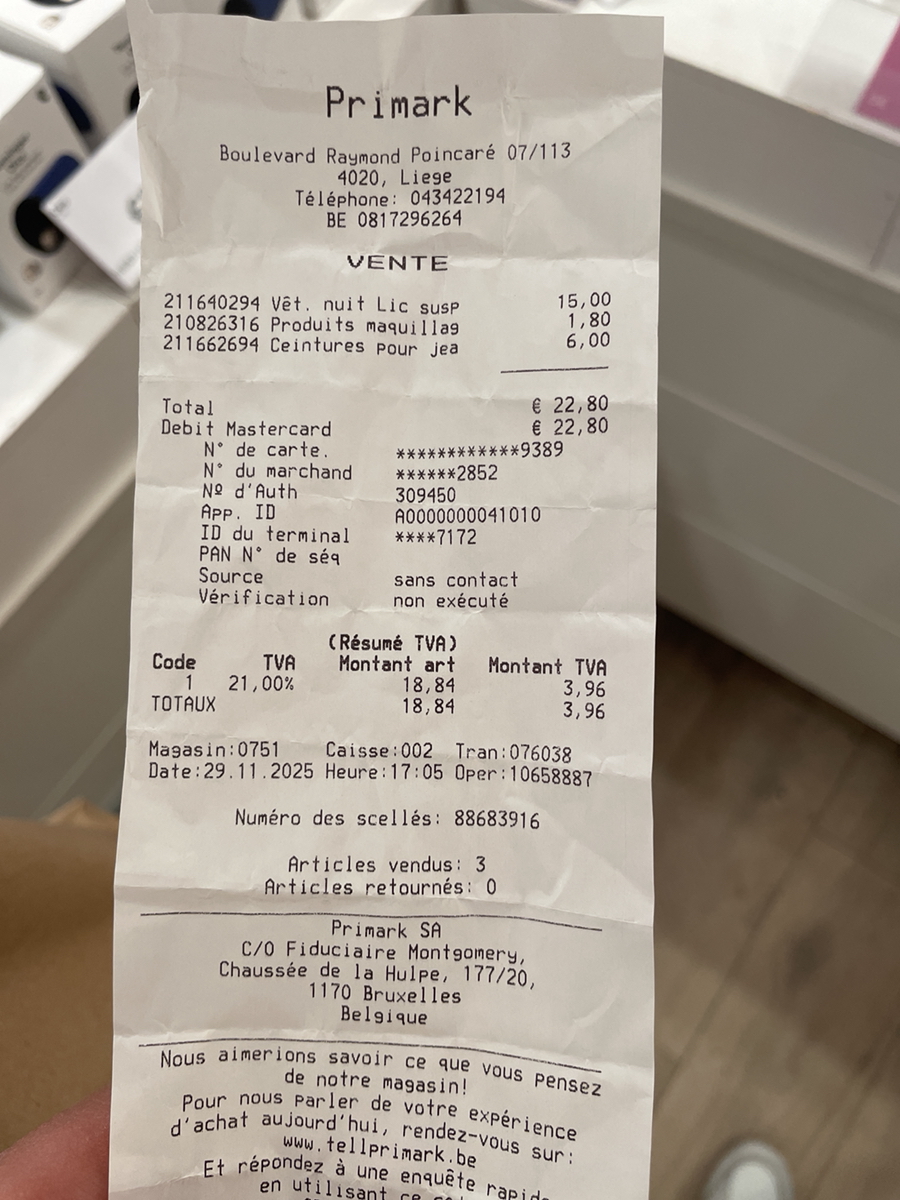 Primark
Boulevard Raymond Poincaré 07/113
4020, Liege
Téléphone: 043422194
BE 0817296264
VENTE
211640294 Vêt. nuit Lic susp 15,00
210826316 Produits maquillag 1,80
211662694 Ceintures pour jea 6,00
Total € 22,80
Debit Mastercard € 22,80
N° de carte. ************9389
N° du marchand ******2852
Nº d'Auth 309450
App. ID A0000000041010
ID du terminal ****7172
PAN N° de séq
Source sans contact
Vérification non exécuté
(Résumé TVA)
Code TVA Montant art Montant TVA
1 21,00% 18,84 3,96
TOTAUX 18,84 3,96
Magasin:0751 Caisse:002 Tran:076038
Date:29.11.2025 Heure:17:05 Oper:10658887
Numéro des scellés: 88683916
Articles vendus: 3
Articles retournés: 0
Primark SA
C/O Fiduciaire Montgomery,
Chaussée de la Hulpe, 177/20,
1170 Bruxelles
Belgique
Nous aimerions savoir ce que vous pensez
de notre magasin!
Pour nous parler de votre expérience
d'achat aujourd'hui, rendez-vous sur:
www.tellprimark.be
Et répondez à une enquête rapide
en utilisant ce